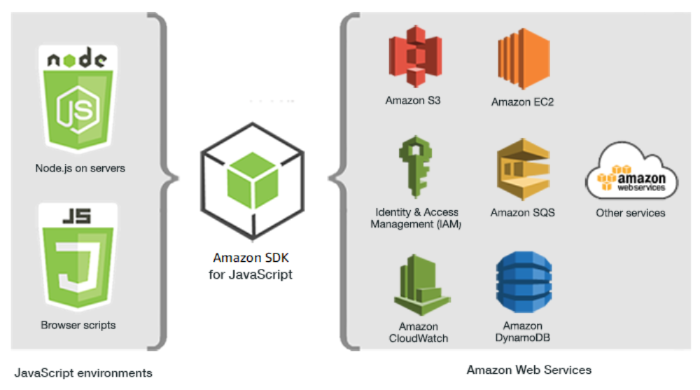 node
JS
Node.js on servers
JS
Browser scripts
JavaScript environments
Amazon SDK
for JavaScript
Amazon S3
Amazon EC2
Identity & Access
Management (IAM)
Amazon SQS
amazon
webservices
Other services
Amazon
CloudWatch
Amazon
DynamoDB
Amazon Web Services